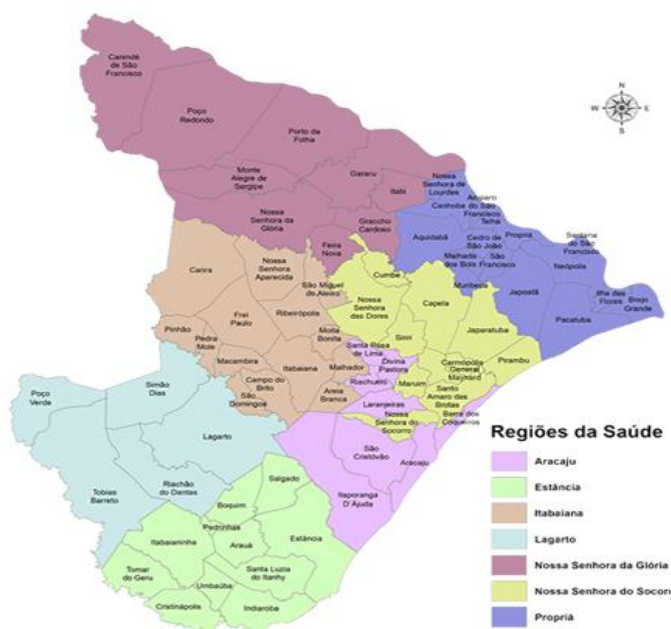 Canindé
de São
Francisco
Poço
Redondo
Porto da
Folha
N
W
E
S
Monte
Alegre de
Sergipe
Gararu
Itabi
Nossa
Senhora de
Lourdes
Canhoba
Amparo
do São
Francisco
Telha
Nossa
Senhora da
Glória
Graccho
Cardoso
Feira
Nova
Aquidabã
Cedro de
São João
Propriá
Santana
do São
Francisco
Malhada
dos Bois
São
Francisco
Neópolis
Ilha das
Flores
Brejo
Grande
Carira
Nossa
Senhora
Aparecida
São Miguel
do Aleixo
Cumbe
Muribeca
Japoatã
Pacatuba
Nossa
Senhora
das Dores
Capela
Frei
Paulo
Ribeirópolis
Pinhão
Pedra
Mole
Moita
Bonita
Siriri
Japaratuba
Santa Rosa
de Lima
Divina
Pastora
Macambira
Itabaiana
Malhador
Riachuelo
Carmópolis
General
Maynard
Pirambu
Poço
Verde
Simão
Dias
Campo do
Brito
São
Domingos
Areia
Branca
Laranjeiras
Maruim
Santo
Amaro das
Brotas
Nossa
Senhora do
Socorro
Barra dos
Coqueiros
Lagarto
São
Cristóvão
Aracaju
Tobias
Barreto
Riachão
do Dantas
Salgado
Itaporanga
D'Ajuda
Boquim
Pedrinhas
Itabaianinha
Arauá
Estância
Tomar
do Geru
Santa Luzia
do Itanhy
Umbaúba
Cristinápolis
Indiaroba
Regiões da Saúde
Aracaju
Estância
Itabaiana
Lagarto
Nossa Senhora da Glória
Nossa Senhora do Socon
Propriá